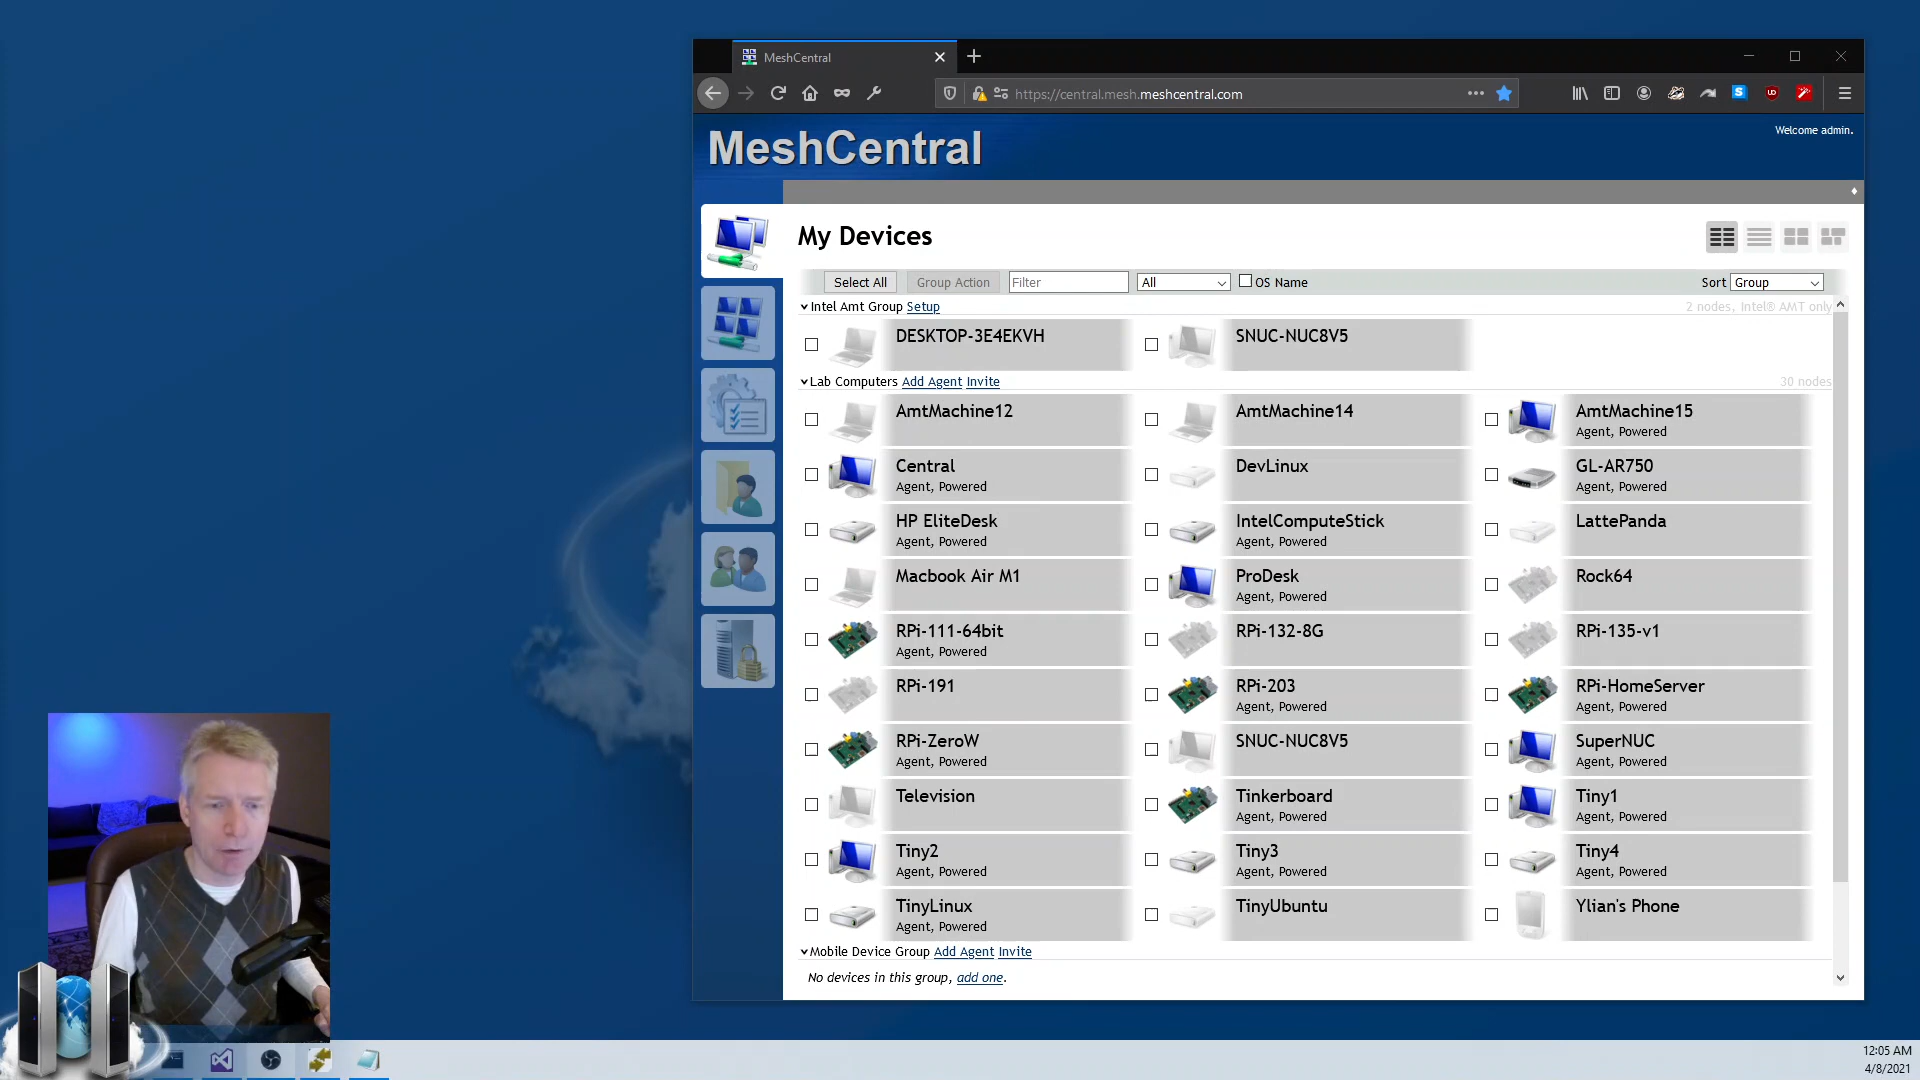 MeshCentral
https://central.mesh.meshcentral.com
MeshCentral
Welcome admin.
My Devices
Select All
Group Action
Filter
All
OS Name
Sort
Group
Intel Amt Group Setup
2 nodes, Intel® AMT only
DESKTOP-3E4EKVH
SNUC-NUC8V5
Lab Computers Add Agent Invite
30 nodes
AmtMachine12
AmtMachine14
AmtMachine15
Agent, Powered
Central
Agent, Powered
DevLinux
GL-AR750
Agent, Powered
HP EliteDesk
Agent, Powered
IntelComputeStick
Agent, Powered
LattePanda
Macbook Air M1
ProDesk
Agent, Powered
Rock64
RPi-111-64bit
Agent, Powered
RPi-132-8G
RPi-135-v1
RPi-191
RPi-203
Agent, Powered
RPi-HomeServer
Agent, Powered
RPi-ZeroW
Agent, Powered
SNUC-NUC8V5
SuperNUC
Agent, Powered
Television
Tinkerboard
Agent, Powered
Tiny1
Agent, Powered
Tiny2
Agent, Powered
Tiny3
Agent, Powered
Tiny4
Agent, Powered
TinyLinux
Agent, Powered
TinyUbuntu
Ylian's Phone
Mobile Device Group Add Agent Invite
No devices in this group, add one.
12:05 AM
4/8/2021